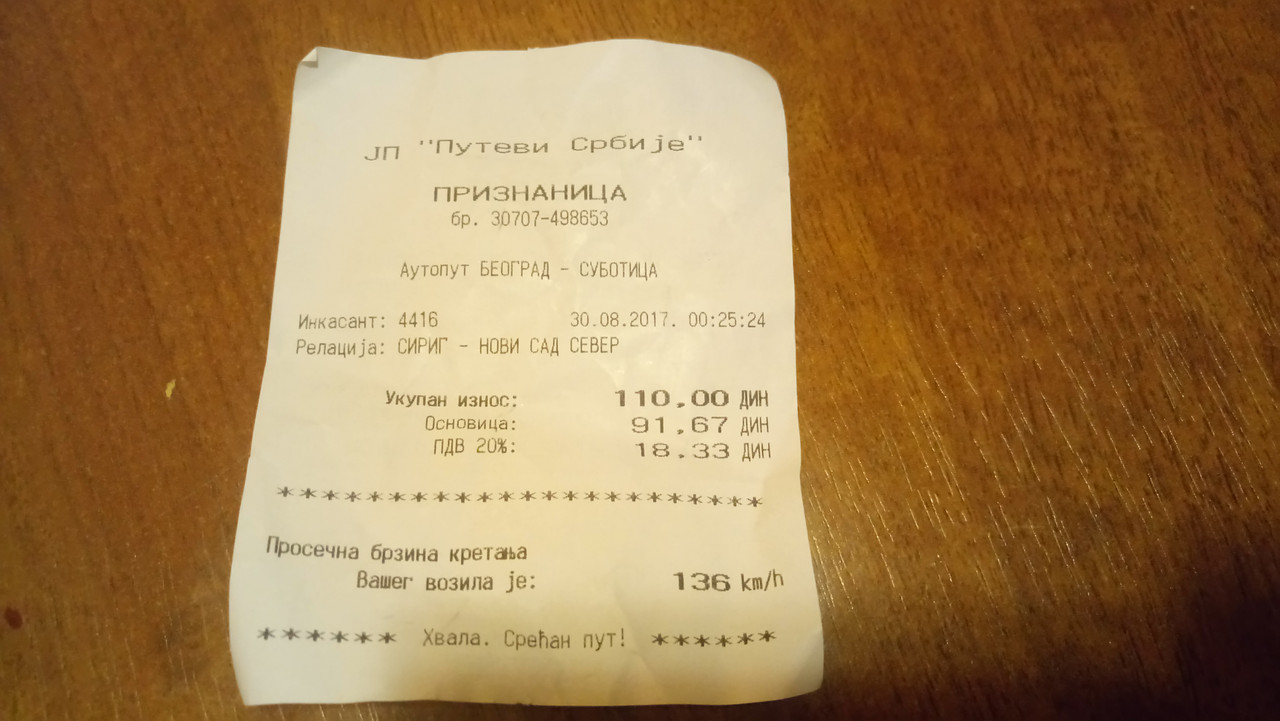 ЈП "Путеви Србије"
ПРИЗНАНИЦА
бр. 30707-498653
Аутопут БЕОГРАД - СУБОТИЦА
Инкасант: 4416 30.08.2017. 00:25:24
Релација: СИРИГ - НОВИ САД СЕВЕР
Укупан износ: 110,00 ДИН
Основица: 91,67 ДИН
ПДВ 20%: 18,33 ДИН
**********************
Просечна брзина кретања
Вашег возила је: 136 km/h
****** Хвала. Срећан пут! ******